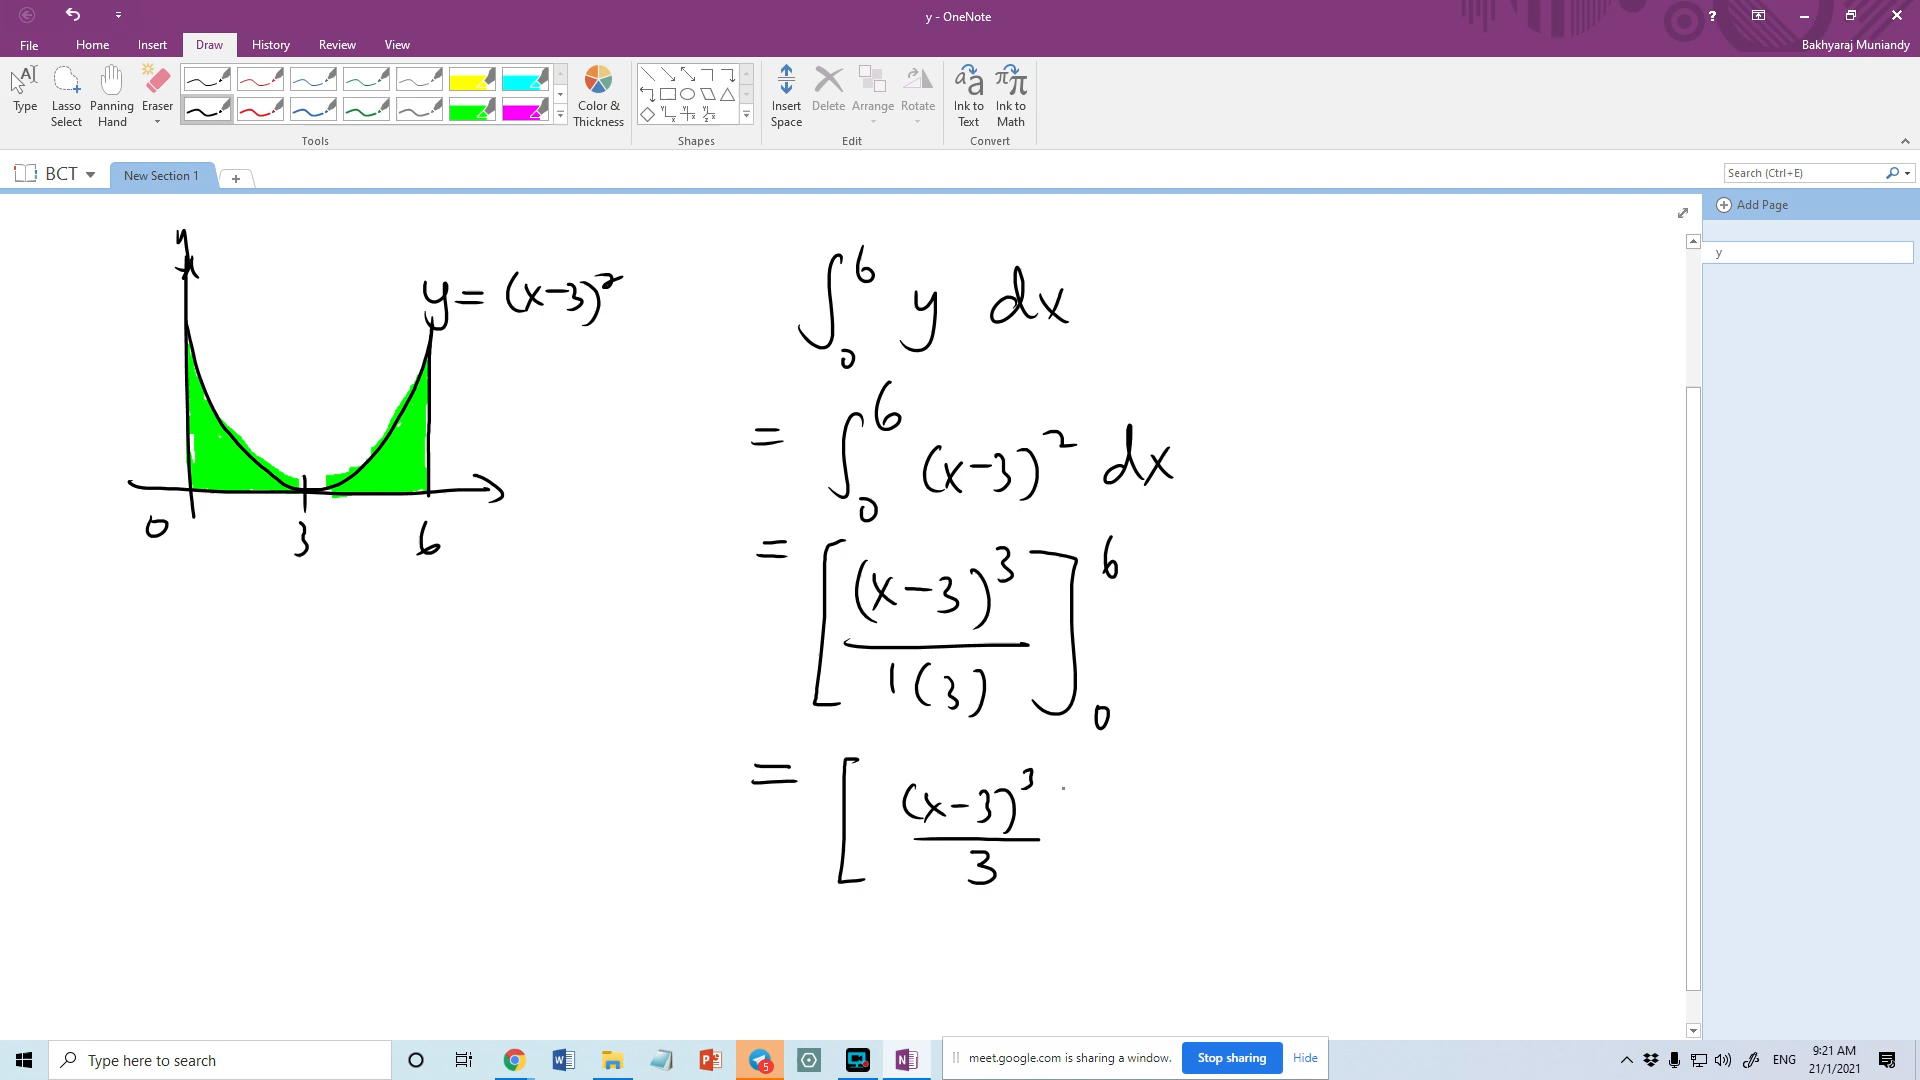 y - OneNote
?
File Home Insert Draw History Review View
Bakhyaraj Muniandy
Type
Lasso Select
Panning Hand
Eraser
Color & Thickness
Insert Space
Delete
Arrange
Rotate
Ink to Text
Ink to Math
Tools
Shapes
Edit
Convert
BCT
New Section 1
Search (Ctrl+E)
Add Page
y
y = (x-3)²
0 3 6
∫₀⁶ y dx
= ∫₀⁶ (x-3)² dx
= [(x-3)³ / 1(3)]₀⁶
= [ (x-3)³ / 3
Type here to search
5
meet.google.com is sharing a window.
Stop sharing
Hide
ENG
9:21 AM
21/1/2021